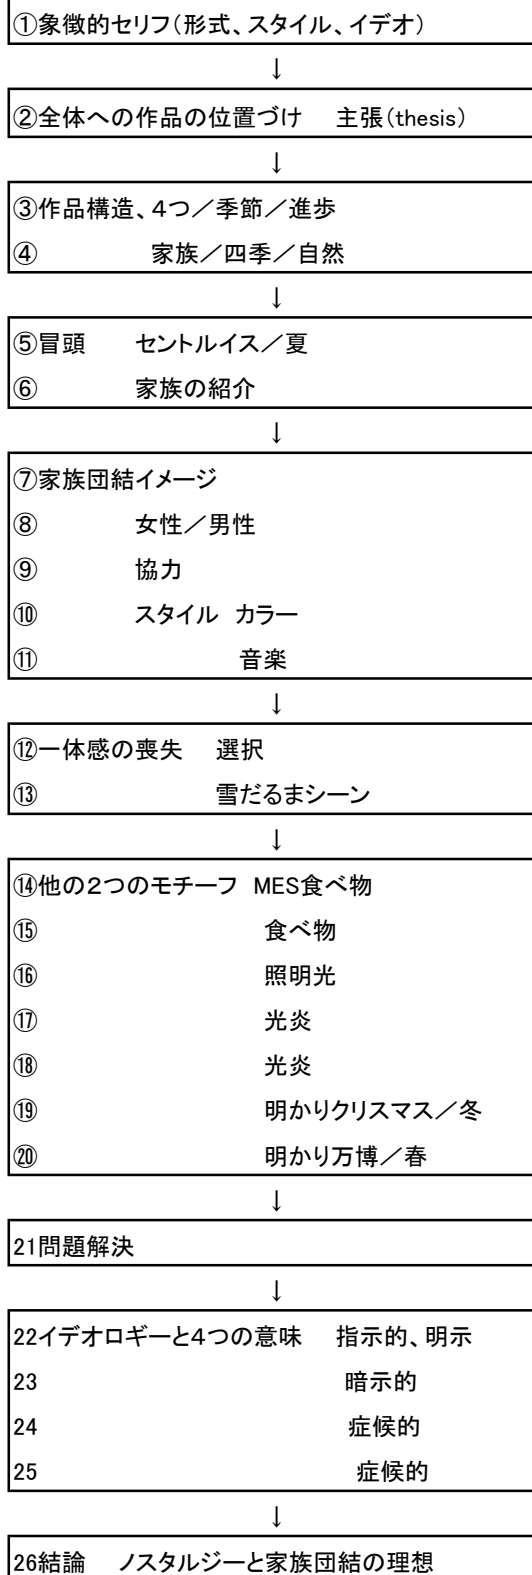 ①象徴的セリフ（形式、スタイル、イデオ）
↓
②全体への作品の位置づけ　主張（thesis）
↓
③作品構造、４つ／季節／進歩
④　家族／四季／自然
↓
⑤冒頭　セントルイス／夏
⑥　家族の紹介
↓
⑦家族団結イメージ
⑧　女性／男性
⑨　協力
⑩　スタイル　カラー
⑪　音楽
↓
⑫一体感の喪失　選択
⑬　雪だるまシーン
↓
⑭他の２つのモチーフ　MES食べ物
⑮　食べ物
⑯　照明光
⑰　光炎
⑱　光炎
⑲　明かりクリスマス／冬
⑳　明かり万博／春
↓
21問題解決
↓
22イデオロギーと４つの意味　指示的、明示
23　暗示的
24　症候的
25　症候的
↓
26結論　ノスタルジーと家族団結の理想